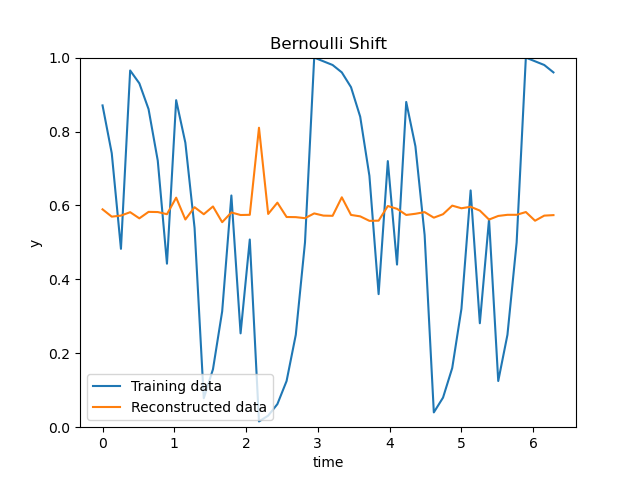 Bernoulli Shift
1.0
0.8
0.6
0.4
0.2
0.0
y
Training data
Reconstructed data
0 1 2 3 4 5 6
time